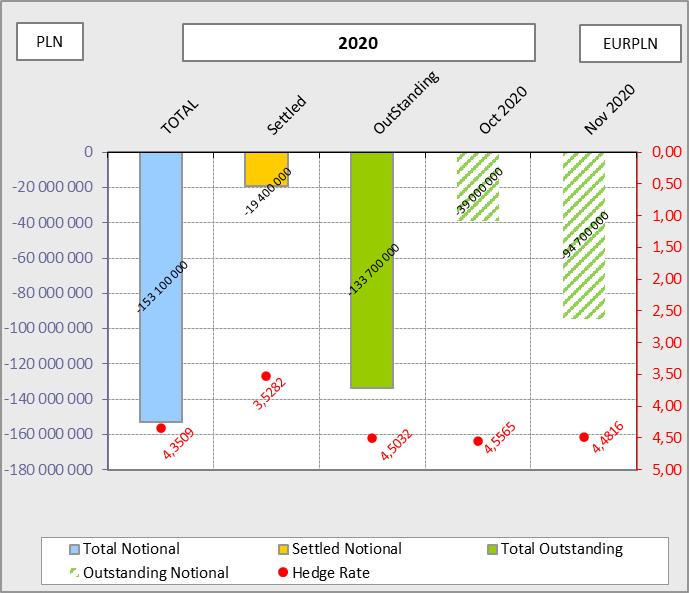 PLN
2020
EURPLN
TOTAL
Settled
OutStanding
Oct 2020
Nov 2020
0
-20 000 000
-40 000 000
-60 000 000
-80 000 000
-100 000 000
-120 000 000
-140 000 000
-160 000 000
-180 000 000
-153 100 000
-19 400 000
-133 700 000
-39 000 000
-94 700 000
4,3509
3,5282
4,5032
4,5565
4,4816
0,00
0,50
1,00
1,50
2,00
2,50
3,00
3,50
4,00
4,50
5,00
Total Notional
Settled Notional
Total Outstanding
Outstanding Notional
Hedge Rate